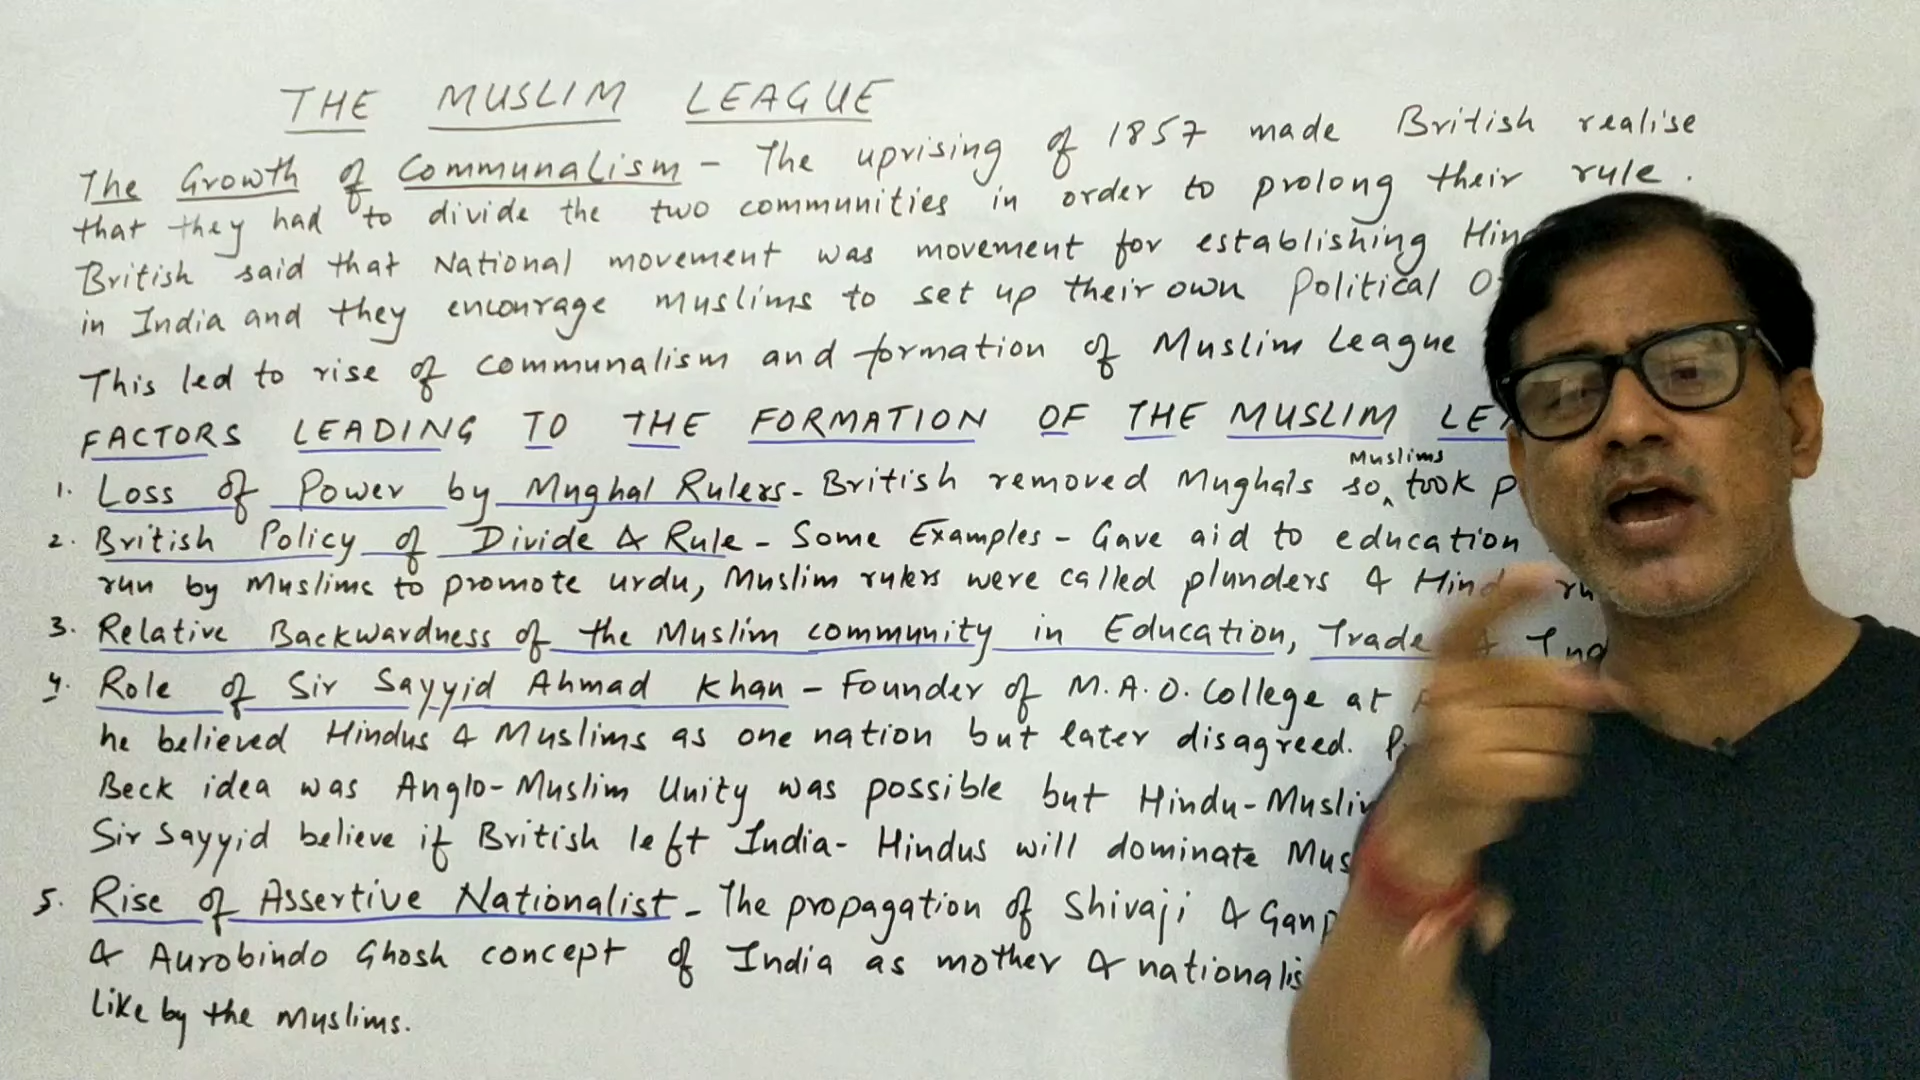 THE MUSLIM LEAGUE
The Growth of Communalism - The uprising of 1857 made British realise
that they had to divide the two communities in order to prolong their rule.
British said that National movement was movement for establishing
in India and they encourage muslims to set up their own Political
This led to rise of communalism and formation of Muslim League
FACTORS LEADING TO THE FORMATION OF THE MUSLIM
Muslims
1. Loss of Power by Mughal Rulers - British removed Mughals so ^ took
2. British Policy of Divide & Rule - Some Examples - Gave aid to education
run by Muslims to promote urdu, Muslim rulers were called plunders &
3. Relative Backwardness of the Muslim community in Education, Trade &
4. Role of Sir Sayyid Ahmad Khan - Founder of M.A.O. College at
he believed Hindus & Muslims as one nation but later disagreed.
Beck idea was Anglo-Muslim Unity was possible but Hindu-
Sir Sayyid believe if British left India - Hindus will dominate
5. Rise of Assertive Nationalist - The propagation of Shivaji &
& Aurobindo Ghosh concept of India as mother &
like by the Muslims.